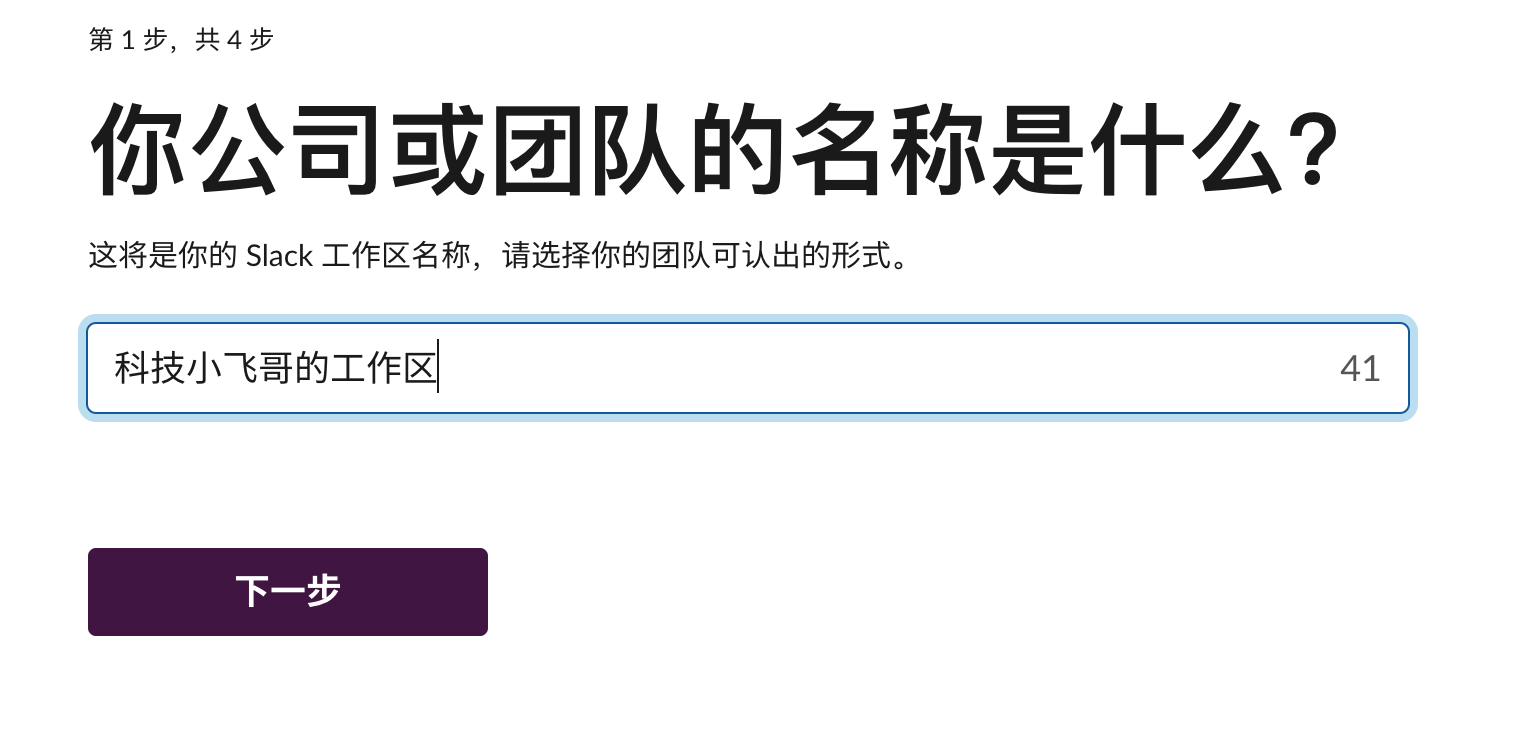 第 1 步，共 4 步
你公司或团队的名称是什么？
这将是你的 Slack 工作区名称，请选择你的团队可认出的形式。
科技小飞哥的工作区 41
下一步